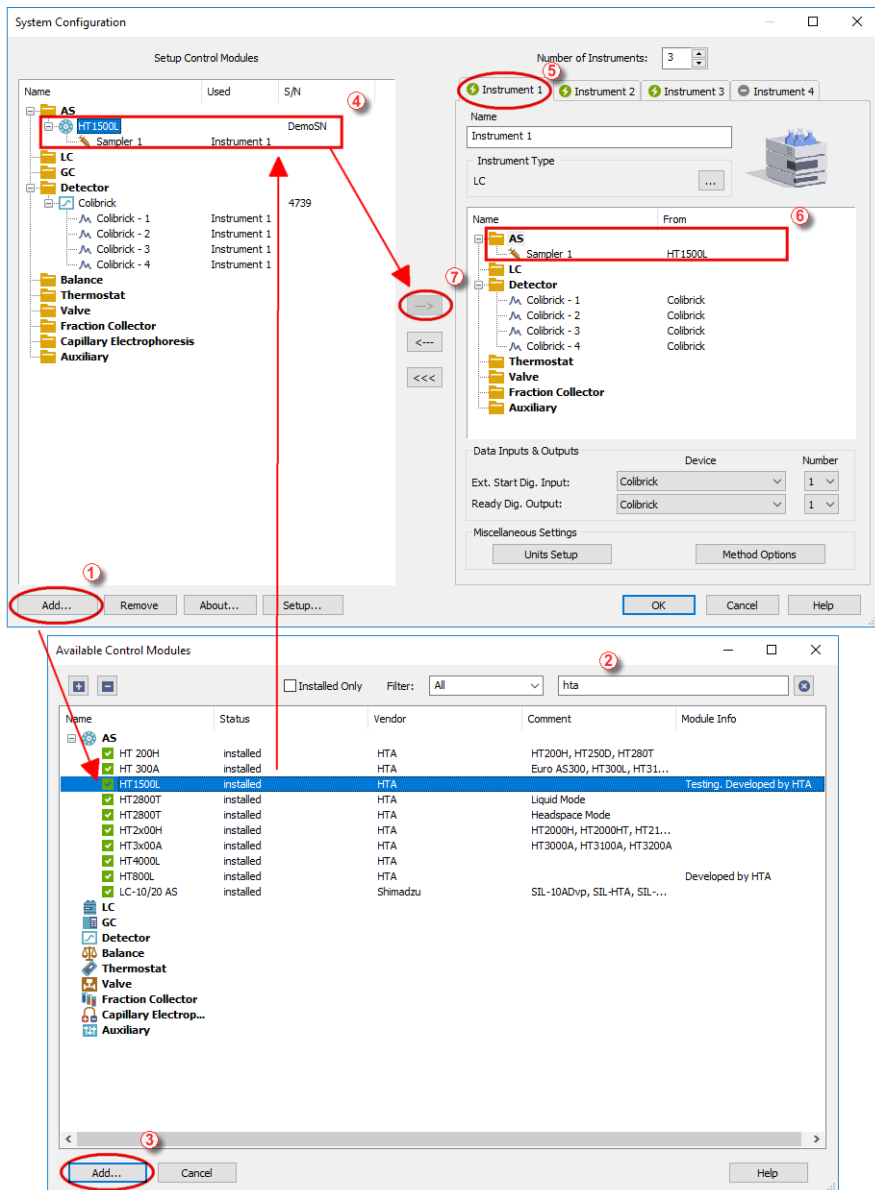 System Configuration
Setup Control Modules
Number of Instruments: 3
④
⑤
Name Used S/N
AS
HT1500L DemoSN
Sampler 1 Instrument 1
LC
GC
Detector
Colibrick 4739
Colibrick - 1 Instrument 1
Colibrick - 2 Instrument 1
Colibrick - 3 Instrument 1
Colibrick - 4 Instrument 1
Balance
Thermostat
Valve
Fraction Collector
Capillary Electrophoresis
Auxiliary
⑦
--->
<---
<<<
Instrument 1 Instrument 2 Instrument 3 Instrument 4
Name
Instrument 1
Instrument Type
LC ...
Name From ⑥
AS
Sampler 1 HT1500L
LC
Detector
Colibrick - 1 Colibrick
Colibrick - 2 Colibrick
Colibrick - 3 Colibrick
Colibrick - 4 Colibrick
Thermostat
Valve
Fraction Collector
Auxiliary
Data Inputs & Outputs
Device Number
Ext. Start Dig. Input: Colibrick 1
Ready Dig. Output: Colibrick 1
Miscellaneous Settings
Units Setup Method Options
①
Add... Remove About... Setup... OK Cancel Help
Available Control Modules
②
Installed Only Filter: All hta
Name Status Vendor Comment Module Info
AS
HT 200H installed HTA HT200H, HT250D, HT280T
HT 300A installed HTA Euro AS300, HT300L, HT31...
HT1500L installed HTA Testing. Developed by HTA
HT2800T installed HTA Liquid Mode
HT2800T installed HTA Headspace Mode
HT2x00H installed HTA HT2000H, HT2000HT, HT21...
HT3x00A installed HTA HT3000A, HT3100A, HT3200A
HT4000L installed HTA
HT800L installed HTA Developed by HTA
LC-10/20 AS installed Shimadzu SIL-10ADvp, SIL-HTA, SIL-...
LC
GC
Detector
Balance
Thermostat
Valve
Fraction Collector
Capillary Electrop...
Auxiliary
③
Add... Cancel Help